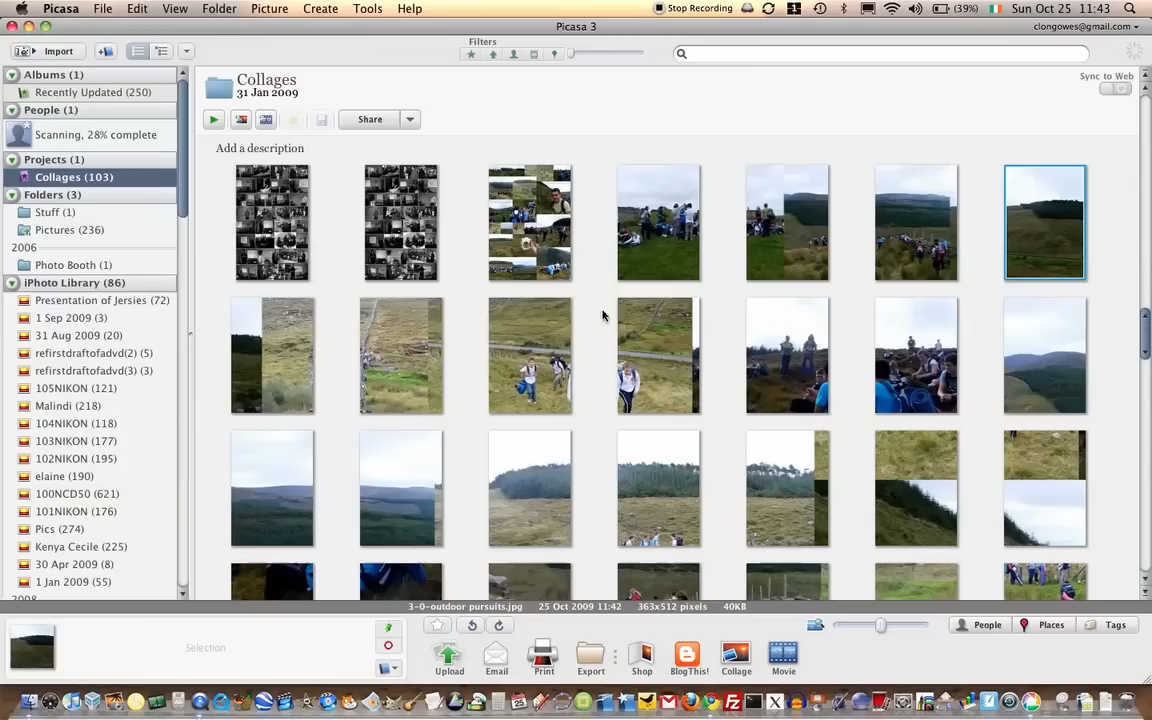 Picasa File Edit View Folder Picture Create Tools Help Stop Recording (39%) Sun Oct 25 11:43
Picasa 3
clongowes@gmail.com
Import
Filters
Albums (1)
Recently Updated (250)
People (1)
Scanning, 28% complete
Projects (1)
Collages (103)
Folders (3)
Stuff (1)
Pictures (236)
2006
Photo Booth (1)
iPhoto Library (86)
Presentation of Jersies (72)
1 Sep 2009 (3)
31 Aug 2009 (20)
refirstdraftofadvd(2) (5)
refirstdraftofadvd(3) (3)
105NIKON (121)
Malindi (218)
104NIKON (118)
103NIKON (177)
102NIKON (195)
elaine (190)
100NCD50 (621)
101NIKON (176)
Pics (274)
Kenya Cecile (225)
30 Apr 2009 (8)
1 Jan 2009 (55)
2008
Collages
31 Jan 2009
Sync to Web
Share
Add a description
3-0-outdoor pursuits.jpg 25 Oct 2009 11:42 363x512 pixels 40KB
Selection
People Places Tags
Upload Email Print Export Shop BlogThis! Collage Movie